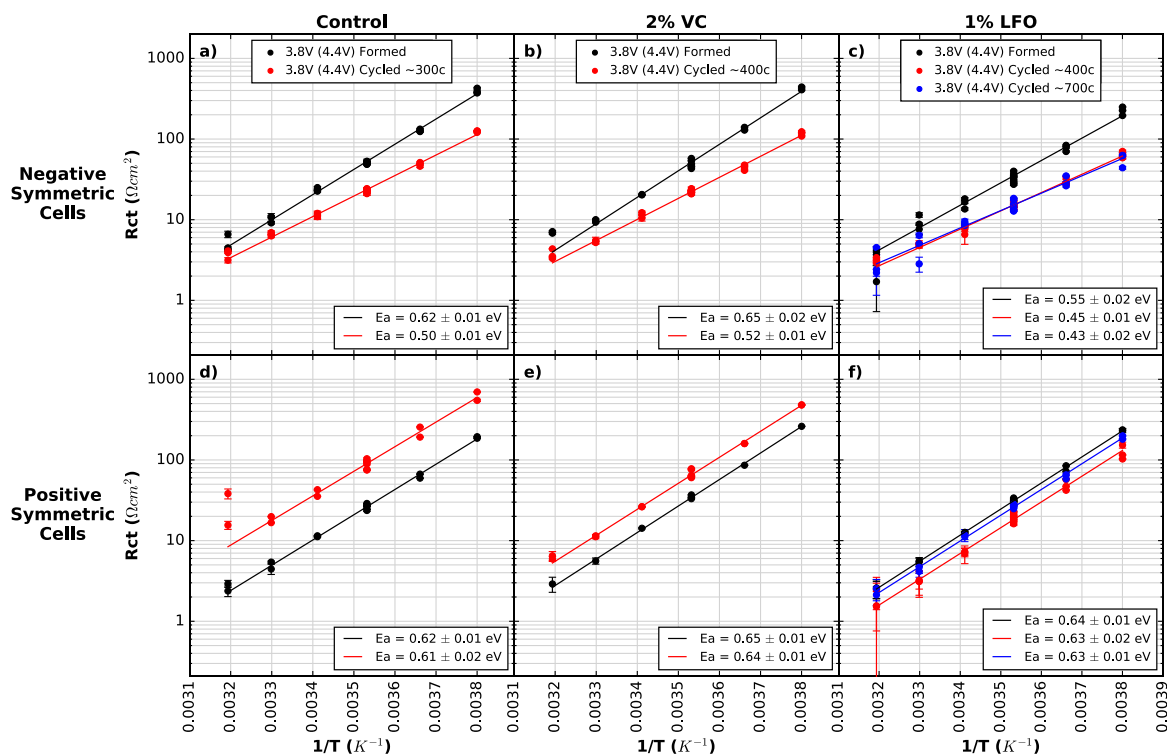 Control
2% VC
1% LFO
Negative
Symmetric
Cells
Rct (Ωcm²)
1000
100
10
1
a)
3.8V (4.4V) Formed
3.8V (4.4V) Cycled ~300c
Ea = 0.62 ± 0.01 eV
Ea = 0.50 ± 0.01 eV
b)
3.8V (4.4V) Formed
3.8V (4.4V) Cycled ~400c
Ea = 0.65 ± 0.02 eV
Ea = 0.52 ± 0.01 eV
c)
3.8V (4.4V) Formed
3.8V (4.4V) Cycled ~400c
3.8V (4.4V) Cycled ~700c
Ea = 0.55 ± 0.02 eV
Ea = 0.45 ± 0.01 eV
Ea = 0.43 ± 0.02 eV
Positive
Symmetric
Cells
Rct (Ωcm²)
1000
100
10
1
d)
Ea = 0.62 ± 0.01 eV
Ea = 0.61 ± 0.02 eV
e)
Ea = 0.65 ± 0.01 eV
Ea = 0.64 ± 0.01 eV
f)
Ea = 0.64 ± 0.01 eV
Ea = 0.63 ± 0.02 eV
Ea = 0.63 ± 0.01 eV
0.0031
0.0032
0.0033
0.0034
0.0035
0.0036
0.0037
0.0038
0.0031
0.0032
0.0033
0.0034
0.0035
0.0036
0.0037
0.0038
0.0031
0.0032
0.0033
0.0034
0.0035
0.0036
0.0037
0.0038
0.0039
1/T (K⁻¹)
1/T (K⁻¹)
1/T (K⁻¹)